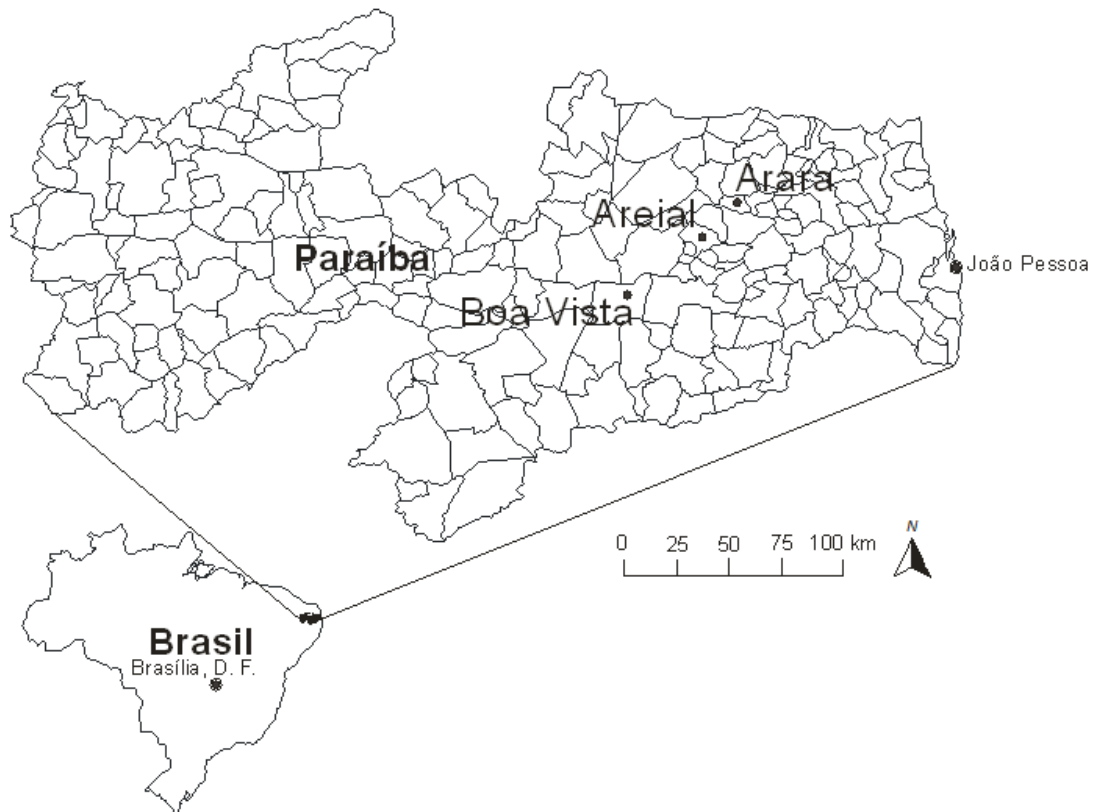 Arara
Areial
Paraíba
João Pessoa
Boa Vista
0 25 50 75 100 km
N
Brasil
Brasília, D. F.